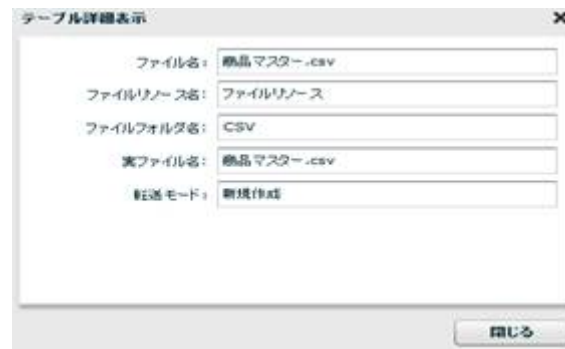 テーブル詳細表示
ファイル名: 商品マスター.csv
ファイルリソース名: ファイルリソース
ファイルフォルダ名: CSV
実ファイル名: 商品マスター.csv
転送モード: 新規作成
閉じる